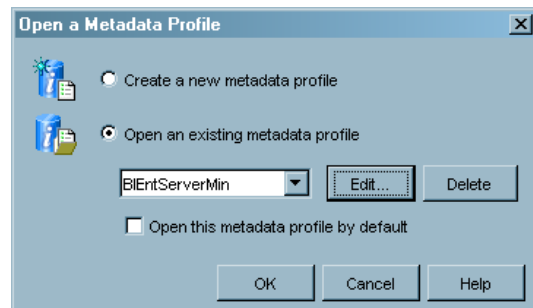 Open a Metadata Profile
Create a new metadata profile
Open an existing metadata profile
BIEntServerMin Edit... Delete
Open this metadata profile by default
OK Cancel Help